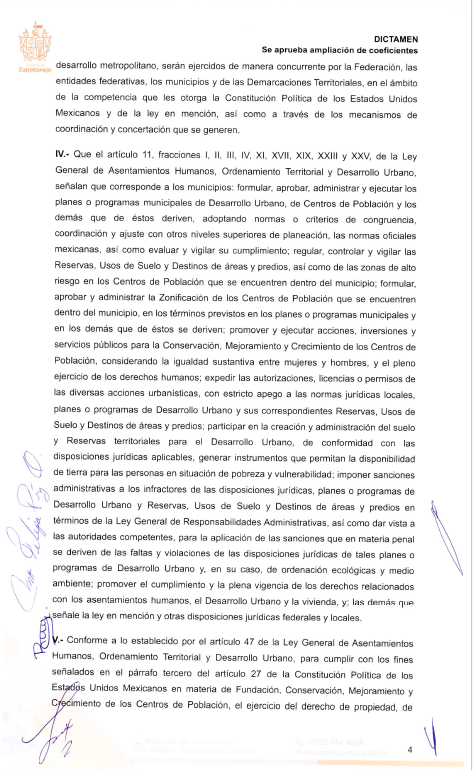 Zapotlanejo
DICTAMEN
Se aprueba ampliación de coeficientes
desarrollo metropolitano, serán ejercidos de manera concurrente por la Federación, las
entidades federativas, los municipios y de las Demarcaciones Territoriales, en el ámbito
de la competencia que les otorga la Constitución Política de los Estados Unidos
Mexicanos y de la ley en mención, así como a través de los mecanismos de
coordinación y concertación que se generen.
IV.- Que el artículo 11, fracciones I, II, III, IV, XI, XVII, XIX, XXIII y XXV, de la Ley
General de Asentamientos Humanos, Ordenamiento Territorial y Desarrollo Urbano,
señalan que corresponde a los municipios: formular, aprobar, administrar y ejecutar los
planes o programas municipales de Desarrollo Urbano, de Centros de Población y los
demás que de éstos deriven, adoptando normas o criterios de congruencia,
coordinación y ajuste con otros niveles superiores de planeación, las normas oficiales
mexicanas, así como evaluar y vigilar su cumplimiento; regular, controlar y vigilar las
Reservas, Usos de Suelo y Destinos de áreas y predios, así como de las zonas de alto
riesgo en los Centros de Población que se encuentren dentro del municipio; formular,
aprobar y administrar la Zonificación de los Centros de Población que se encuentren
dentro del municipio, en los términos previstos en los planes o programas municipales y
en los demás que de éstos se deriven; promover y ejecutar acciones, inversiones y
servicios públicos para la Conservación, Mejoramiento y Crecimiento de los Centros de
Población, considerando la igualdad sustantiva entre mujeres y hombres, y el pleno
ejercicio de los derechos humanos; expedir las autorizaciones, licencias o permisos de
las diversas acciones urbanísticas, con estricto apego a las normas jurídicas locales,
planes o programas de Desarrollo Urbano y sus correspondientes Reservas, Usos de
Suelo y Destinos de áreas y predios; participar en la creación y administración del suelo
y Reservas territoriales para el Desarrollo Urbano, de conformidad con las
disposiciones jurídicas aplicables, generar instrumentos que permitan la disponibilidad
de tierra para las personas en situación de pobreza y vulnerabilidad; imponer sanciones
administrativas a los infractores de las disposiciones jurídicas, planes o programas de
Desarrollo Urbano y Reservas, Usos de Suelo y Destinos de áreas y predios en
términos de la Ley General de Responsabilidades Administrativas, así como dar vista a
las autoridades competentes, para la aplicación de las sanciones que en materia penal
se deriven de las faltas y violaciones de las disposiciones jurídicas de tales planes o
programas de Desarrollo Urbano y, en su caso, de ordenación ecológicas y medio
ambiente; promover el cumplimiento y la plena vigencia de los derechos relacionados
con los asentamientos humanos, el Desarrollo Urbano y la vivienda, y; las demás que
señale la ley en mención y otras disposiciones jurídicas federales y locales.
V.- Conforme a lo establecido por el artículo 47 de la Ley General de Asentamientos
Humanos, Ordenamiento Territorial y Desarrollo Urbano, para cumplir con los fines
señalados en el párrafo tercero del artículo 27 de la Constitución Política de los
Estados Unidos Mexicanos en materia de Fundación, Conservación, Mejoramiento y
Crecimiento de los Centros de Población, el ejercicio del derecho de propiedad, de
4